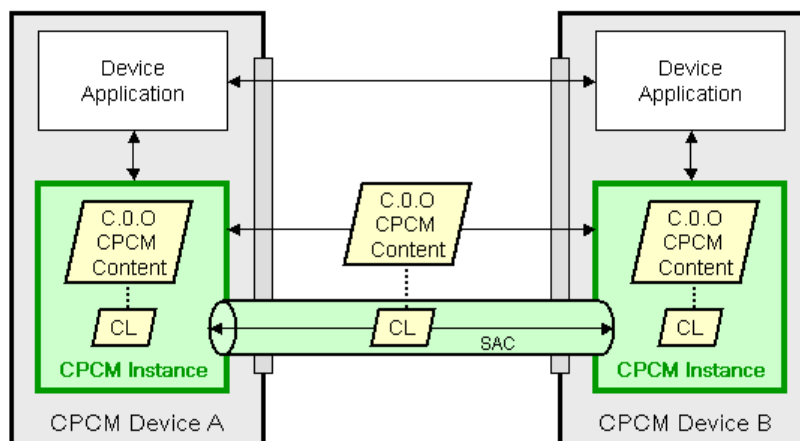 Device
Application
Device
Application
C.0.O
CPCM
Content
C.0.O
CPCM
Content
C.0.O
CPCM
Content
CL
CL
SAC
CL
CPCM Instance
CPCM Instance
CPCM Device A
CPCM Device B